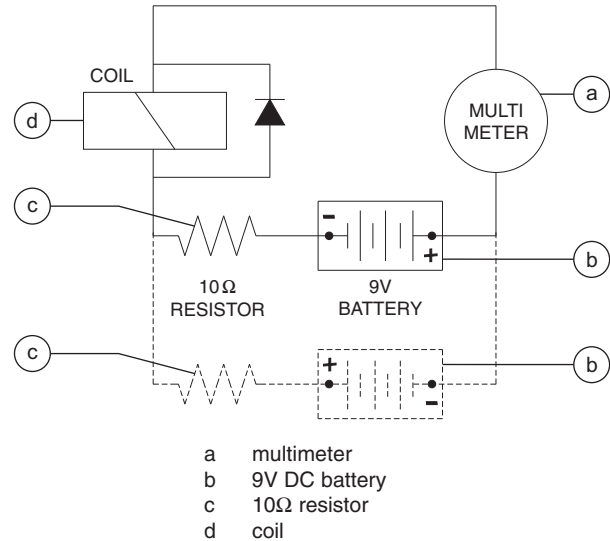 COIL
d
MULTI
METER
a
c
-
+
10Ω
RESISTOR
9V
BATTERY
b
c
+
-
b
a multimeter
b 9V DC battery
c 10Ω resistor
d coil